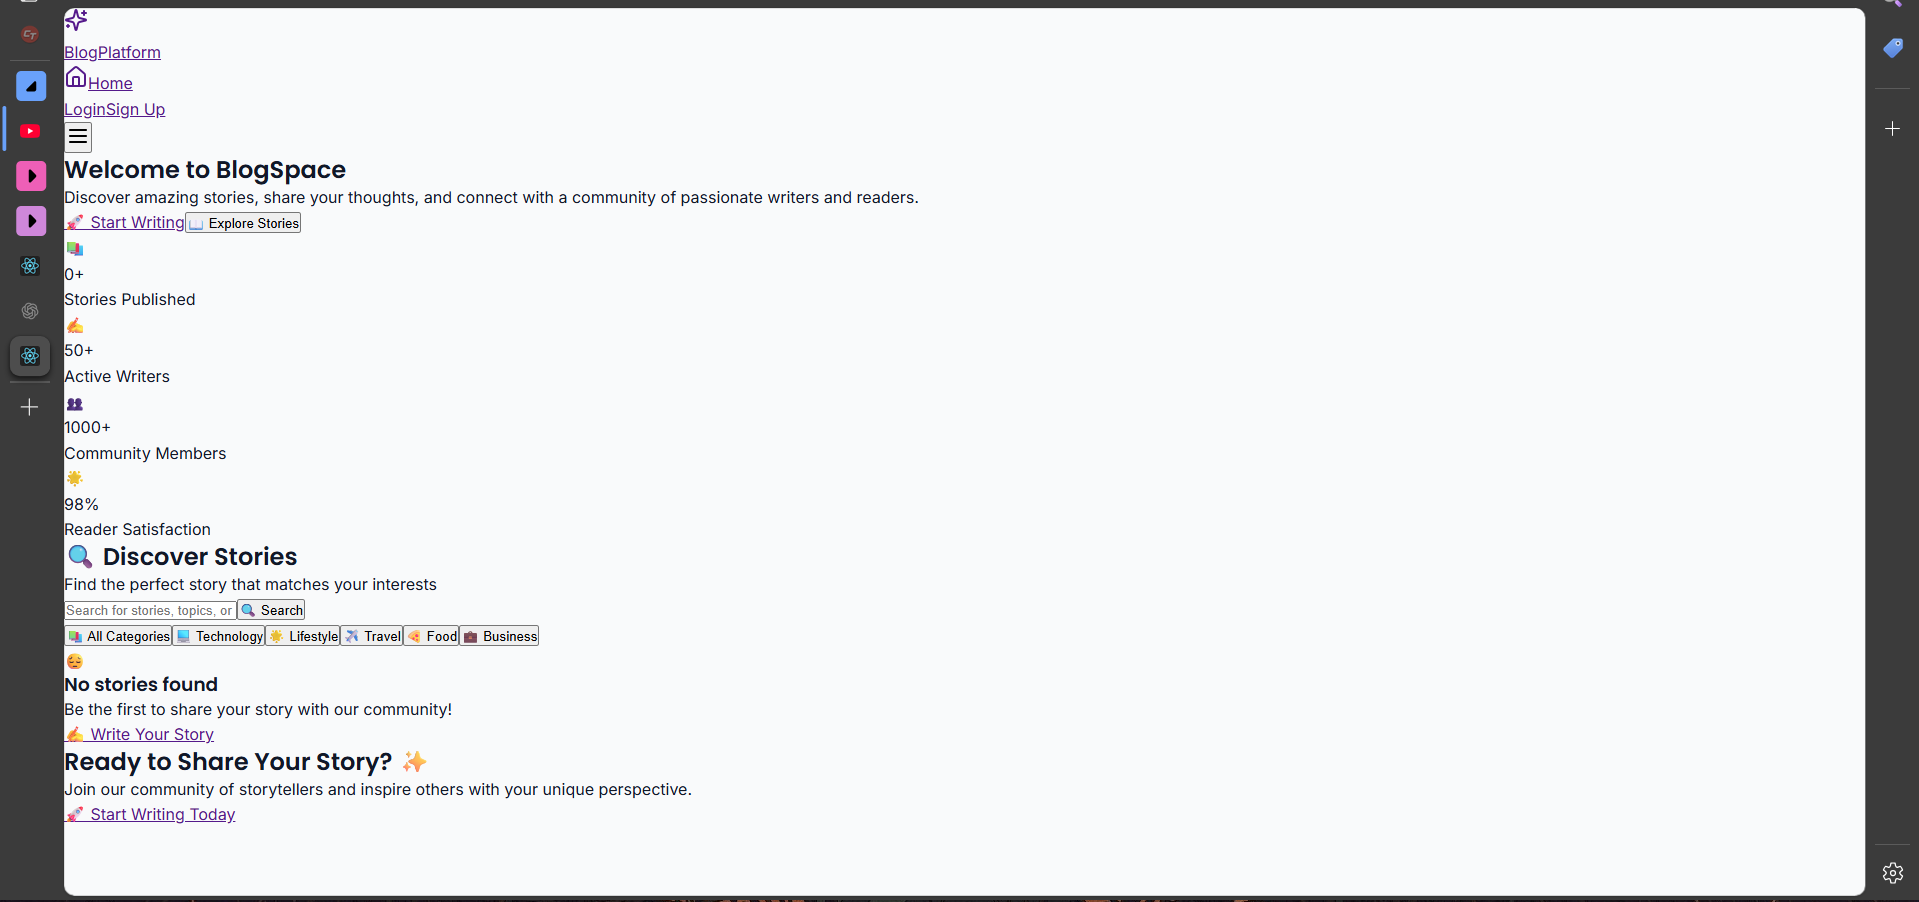 BlogPlatform
Home
LoginSign Up
Welcome to BlogSpace
Discover amazing stories, share your thoughts, and connect with a community of passionate writers and readers.
🚀 Start Writing📖 Explore Stories
📚
0+
Stories Published
✍️
50+
Active Writers
👥
1000+
Community Members
🌟
98%
Reader Satisfaction
🔍 Discover Stories
Find the perfect story that matches your interests
Search for stories, topics, or 🔍 Search
📚 All Categories 💻 Technology 🌟 Lifestyle ✈️ Travel 🍕 Food 💼 Business
😔
No stories found
Be the first to share your story with our community!
✍️ Write Your Story
Ready to Share Your Story? ✨
Join our community of storytellers and inspire others with your unique perspective.
🚀 Start Writing Today